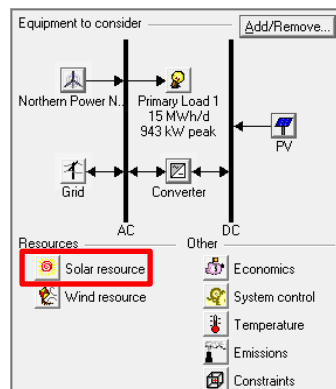 Equipment to consider
Add/Remove...
Northern Power N..
Primary Load 1
15 MWh/d
943 kW peak
PV
Grid
Converter
AC
DC
Resources
Other
Solar resource
Economics
Wind resource
System control
Temperature
Emissions
Constraints